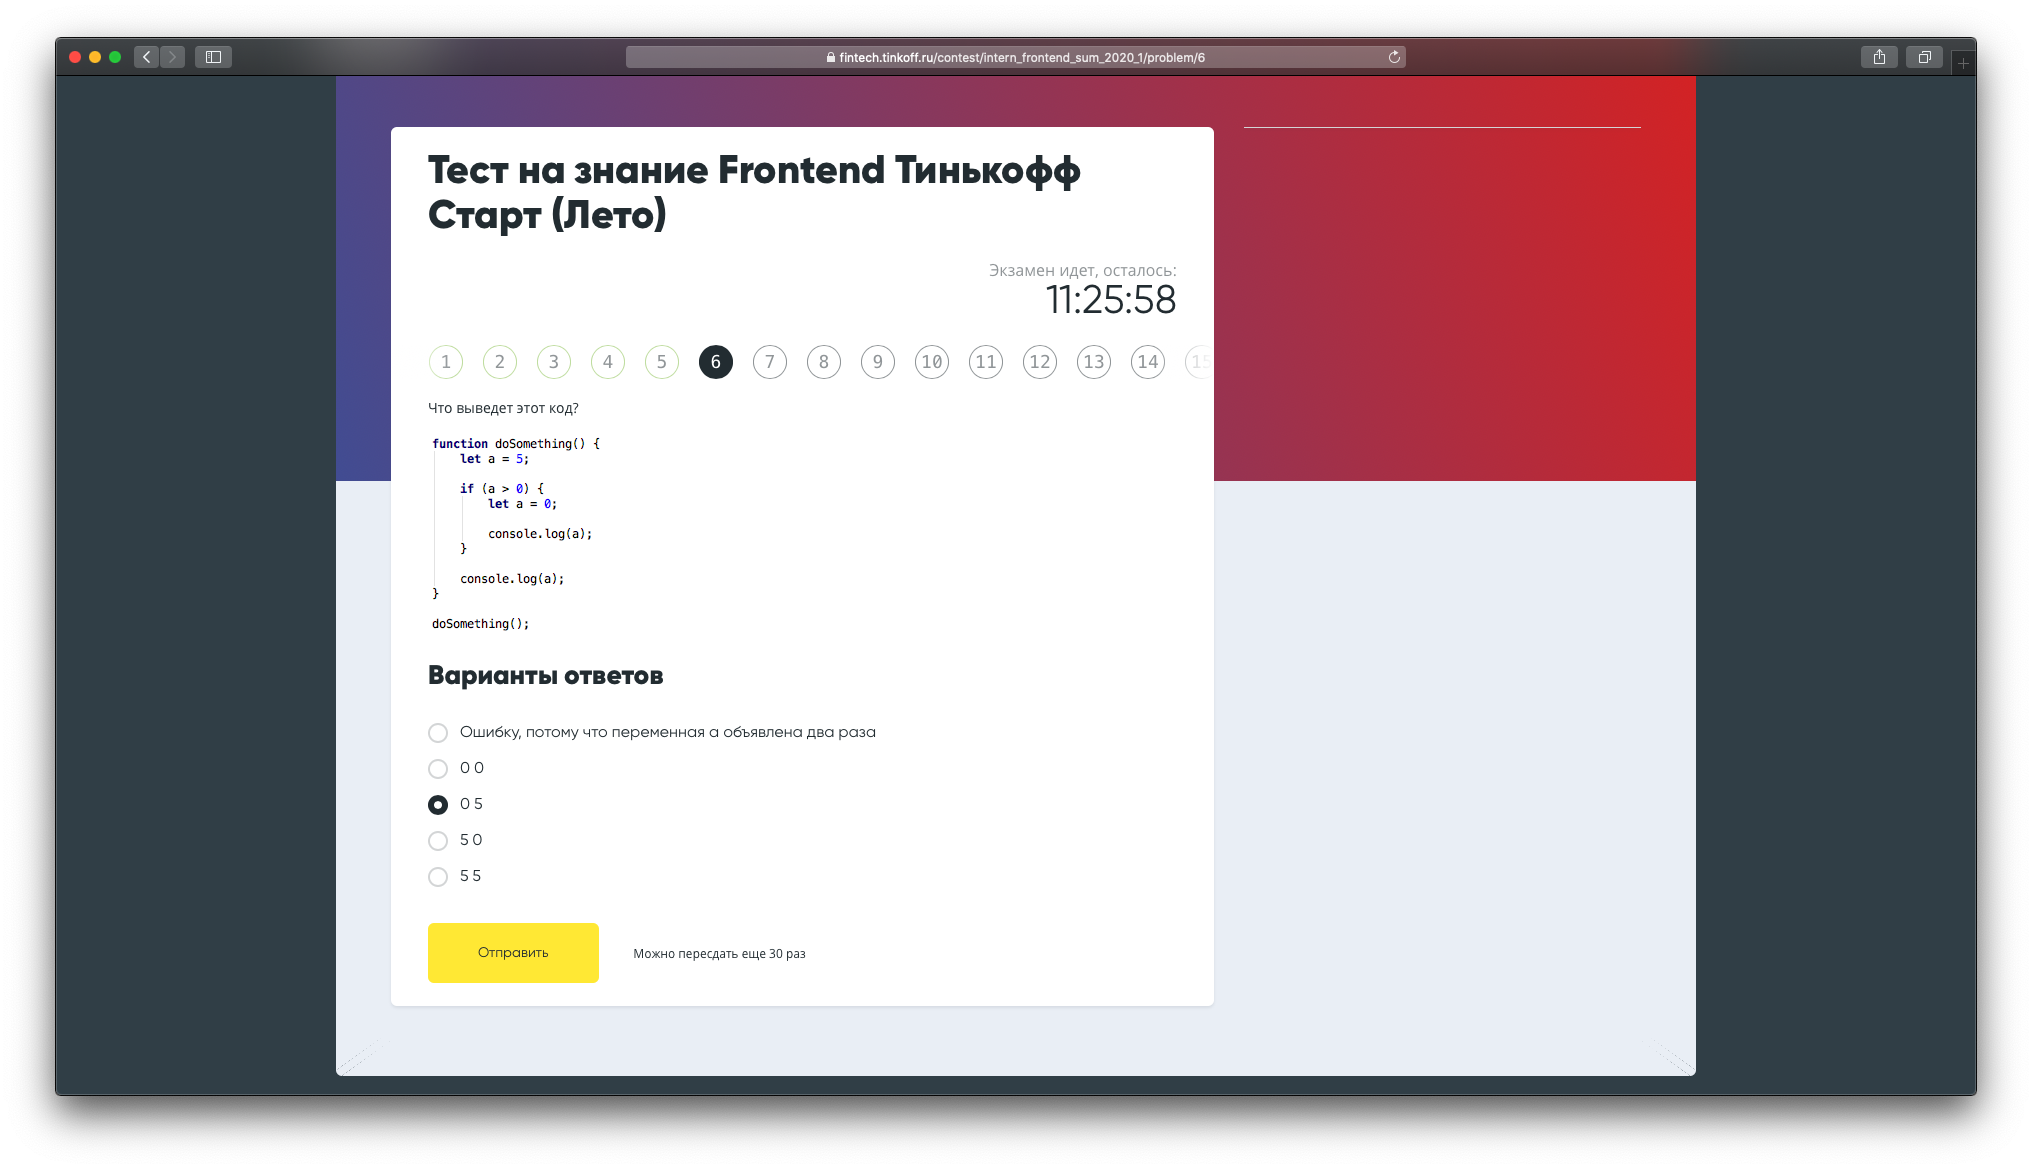 fintech.tinkoff.ru/contest/intern_frontend_sum_2020_1/problem/6
Тест на знание Frontend Тинькофф
Старт (Лето)
Экзамен идет, осталось:
11:25:58
1 2 3 4 5 6 7 8 9 10 11 12 13 14 15
Что выведет этот код?
function doSomething() {
let a = 5;
if (a > 0) {
let a = 0;
console.log(a);
}
console.log(a);
}
doSomething();
Варианты ответов
Ошибку, потому что переменная а объявлена два раза
0 0
0 5
5 0
5 5
Отправить
Можно пересдать еще 30 раз